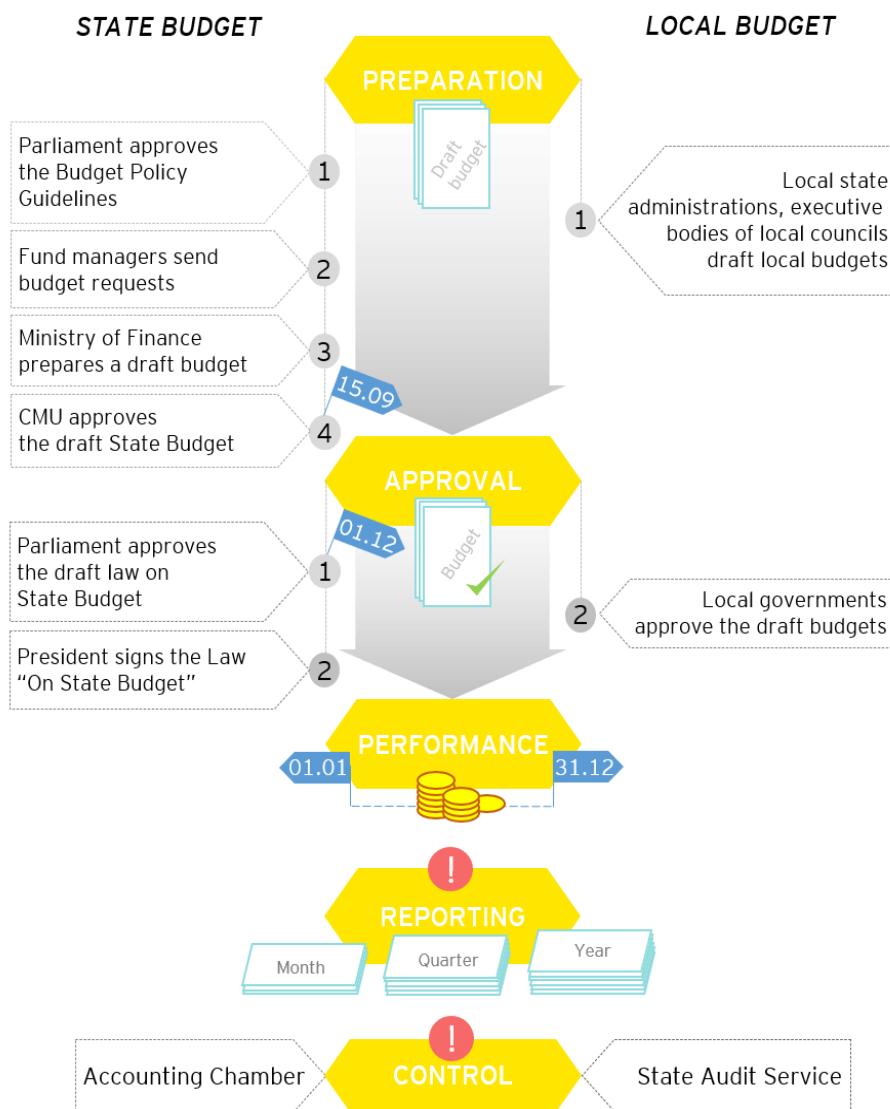 STATE BUDGET
LOCAL BUDGET
PREPARATION
Draft
budget
Parliament approves
the Budget Policy
Guidelines
1
Local state
administrations, executive
bodies of local councils
draft local budgets
1
Fund managers send
budget requests
2
Ministry of Finance
prepares a draft budget
3
15.09
CMU approves
the draft State Budget
4
APPROVAL
01.12
Budget
Parliament approves
the draft law on
State Budget
1
2
Local governments
approve the draft budgets
President signs the Law
“On State Budget”
2
PERFORMANCE
01.01
31.12
!
REPORTING
Month
Quarter
Year
!
Accounting Chamber
CONTROL
State Audit Service